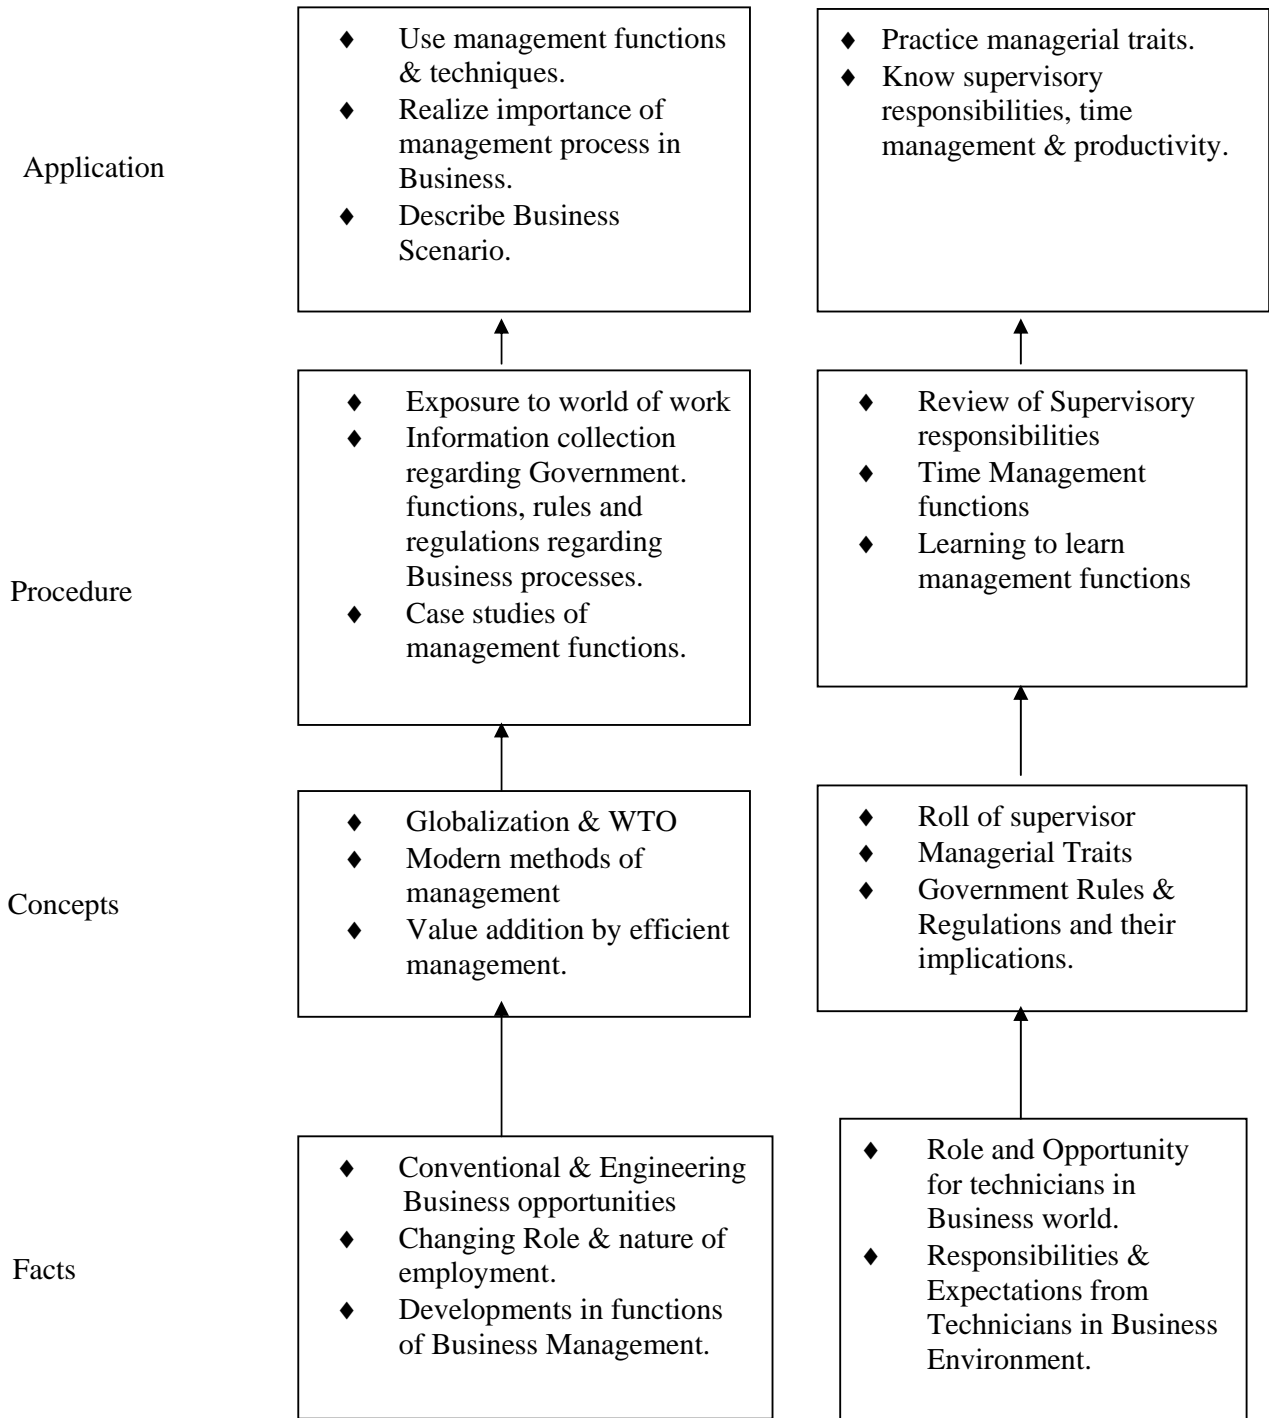 Application
♦ Use management functions
& techniques.
♦ Realize importance of
management process in
Business.
♦ Describe Business
Scenario.
♦ Practice managerial traits.
♦ Know supervisory
responsibilities, time
management & productivity.
Procedure
♦ Exposure to world of work
♦ Information collection
regarding Government.
functions, rules and
regulations regarding
Business processes.
♦ Case studies of
management functions.
♦ Review of Supervisory
responsibilities
♦ Time Management
functions
♦ Learning to learn
management functions
Concepts
♦ Globalization & WTO
♦ Modern methods of
management
♦ Value addition by efficient
management.
♦ Roll of supervisor
♦ Managerial Traits
♦ Government Rules &
Regulations and their
implications.
Facts
♦ Conventional & Engineering
Business opportunities
♦ Changing Role & nature of
employment.
♦ Developments in functions
of Business Management.
♦ Role and Opportunity
for technicians in
Business world.
♦ Responsibilities &
Expectations from
Technicians in Business
Environment.